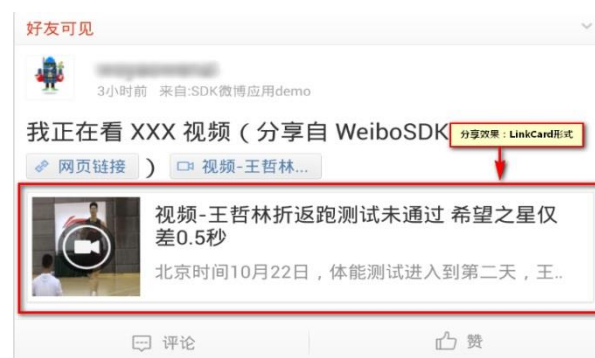 好友可见
3小时前 来自:SDK微博应用demo
我正在看 XXX 视频 ( 分享自 WeiboSDK
分享效果：LinkCard形式
网页链接 ) 视频-王哲林...
视频-王哲林折返跑测试未通过 希望之星仅
差0.5秒
北京时间10月22日，体能测试进入到第二天，王..
评论 赞